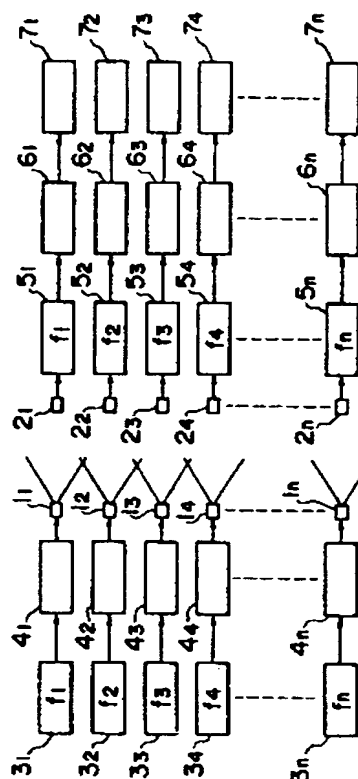 71 72 73 74 7n
61 62 63 64 6n
51 52 53 54 5n
f1 f2 f3 f4 fn
21 22 23 24 2n
11 12 13 14 1n
41 42 43 44 4n
f1 f2 f3 f4 fn
31 32 33 34 3n